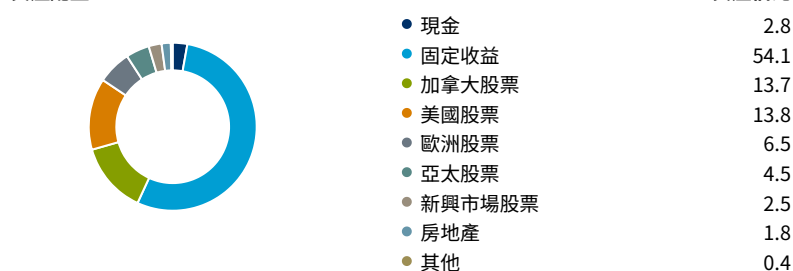 現金 2.8
固定收益 54.1
加拿大股票 13.7
美國股票 13.8
歐洲股票 6.5
亞太股票 4.5
新興市場股票 2.5
房地產 1.8
其他 0.4